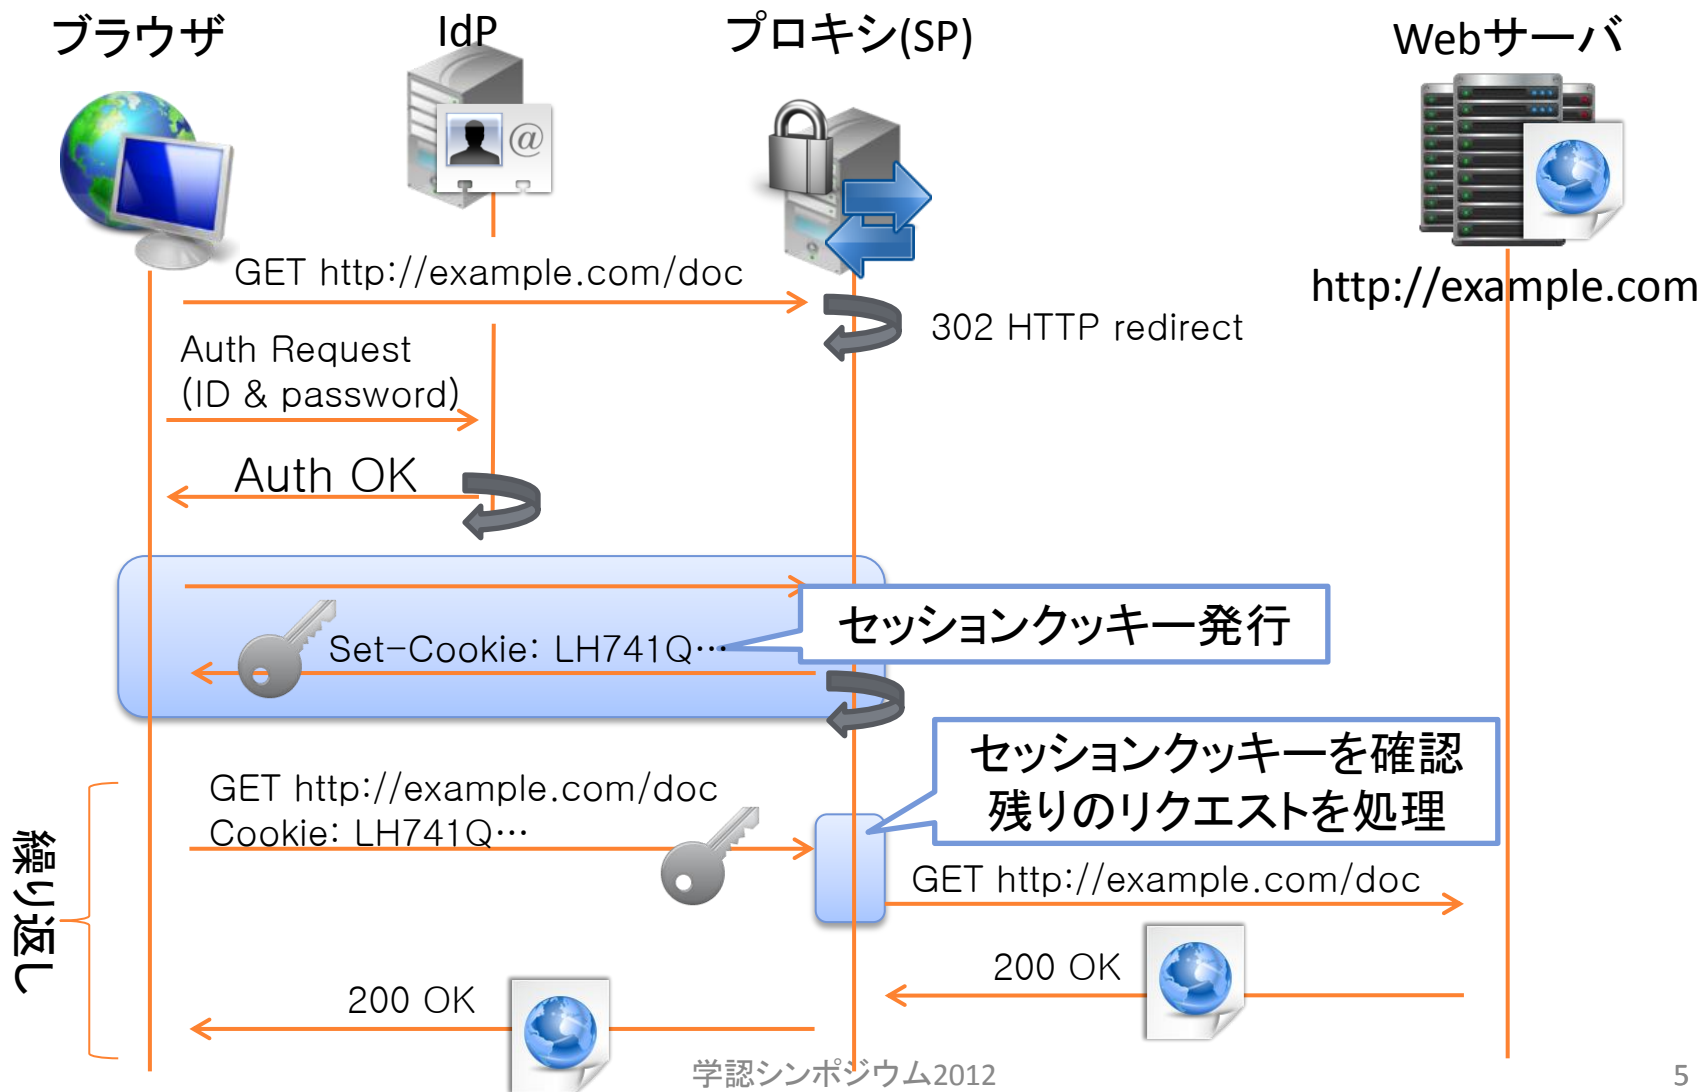 ブラウザ
IdP
プロキシ(SP)
Webサーバ
http://example.com
GET http://example.com/doc
302 HTTP redirect
Auth Request
(ID & password)
Auth OK
セッションクッキー発行
Set-Cookie: LH741Q…
セッションクッキーを確認
残りのリクエストを処理
繰り返し
GET http://example.com/doc
Cookie: LH741Q…
GET http://example.com/doc
200 OK
200 OK
学認シンポジウム2012
5